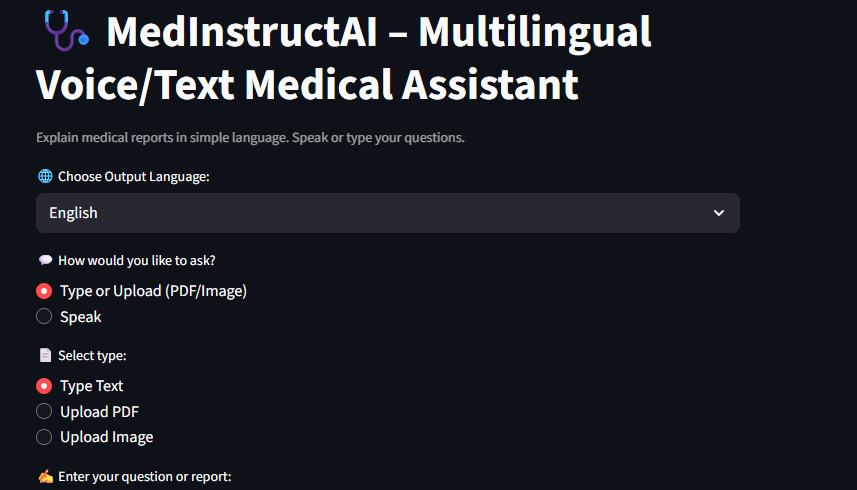 🩺 MedInstructAI – Multilingual
Voice/Text Medical Assistant
Explain medical reports in simple language. Speak or type your questions.
🌐 Choose Output Language:
English
💬 How would you like to ask?
Type or Upload (PDF/Image)
Speak
📄 Select type:
Type Text
Upload PDF
Upload Image
✍️ Enter your question or report: